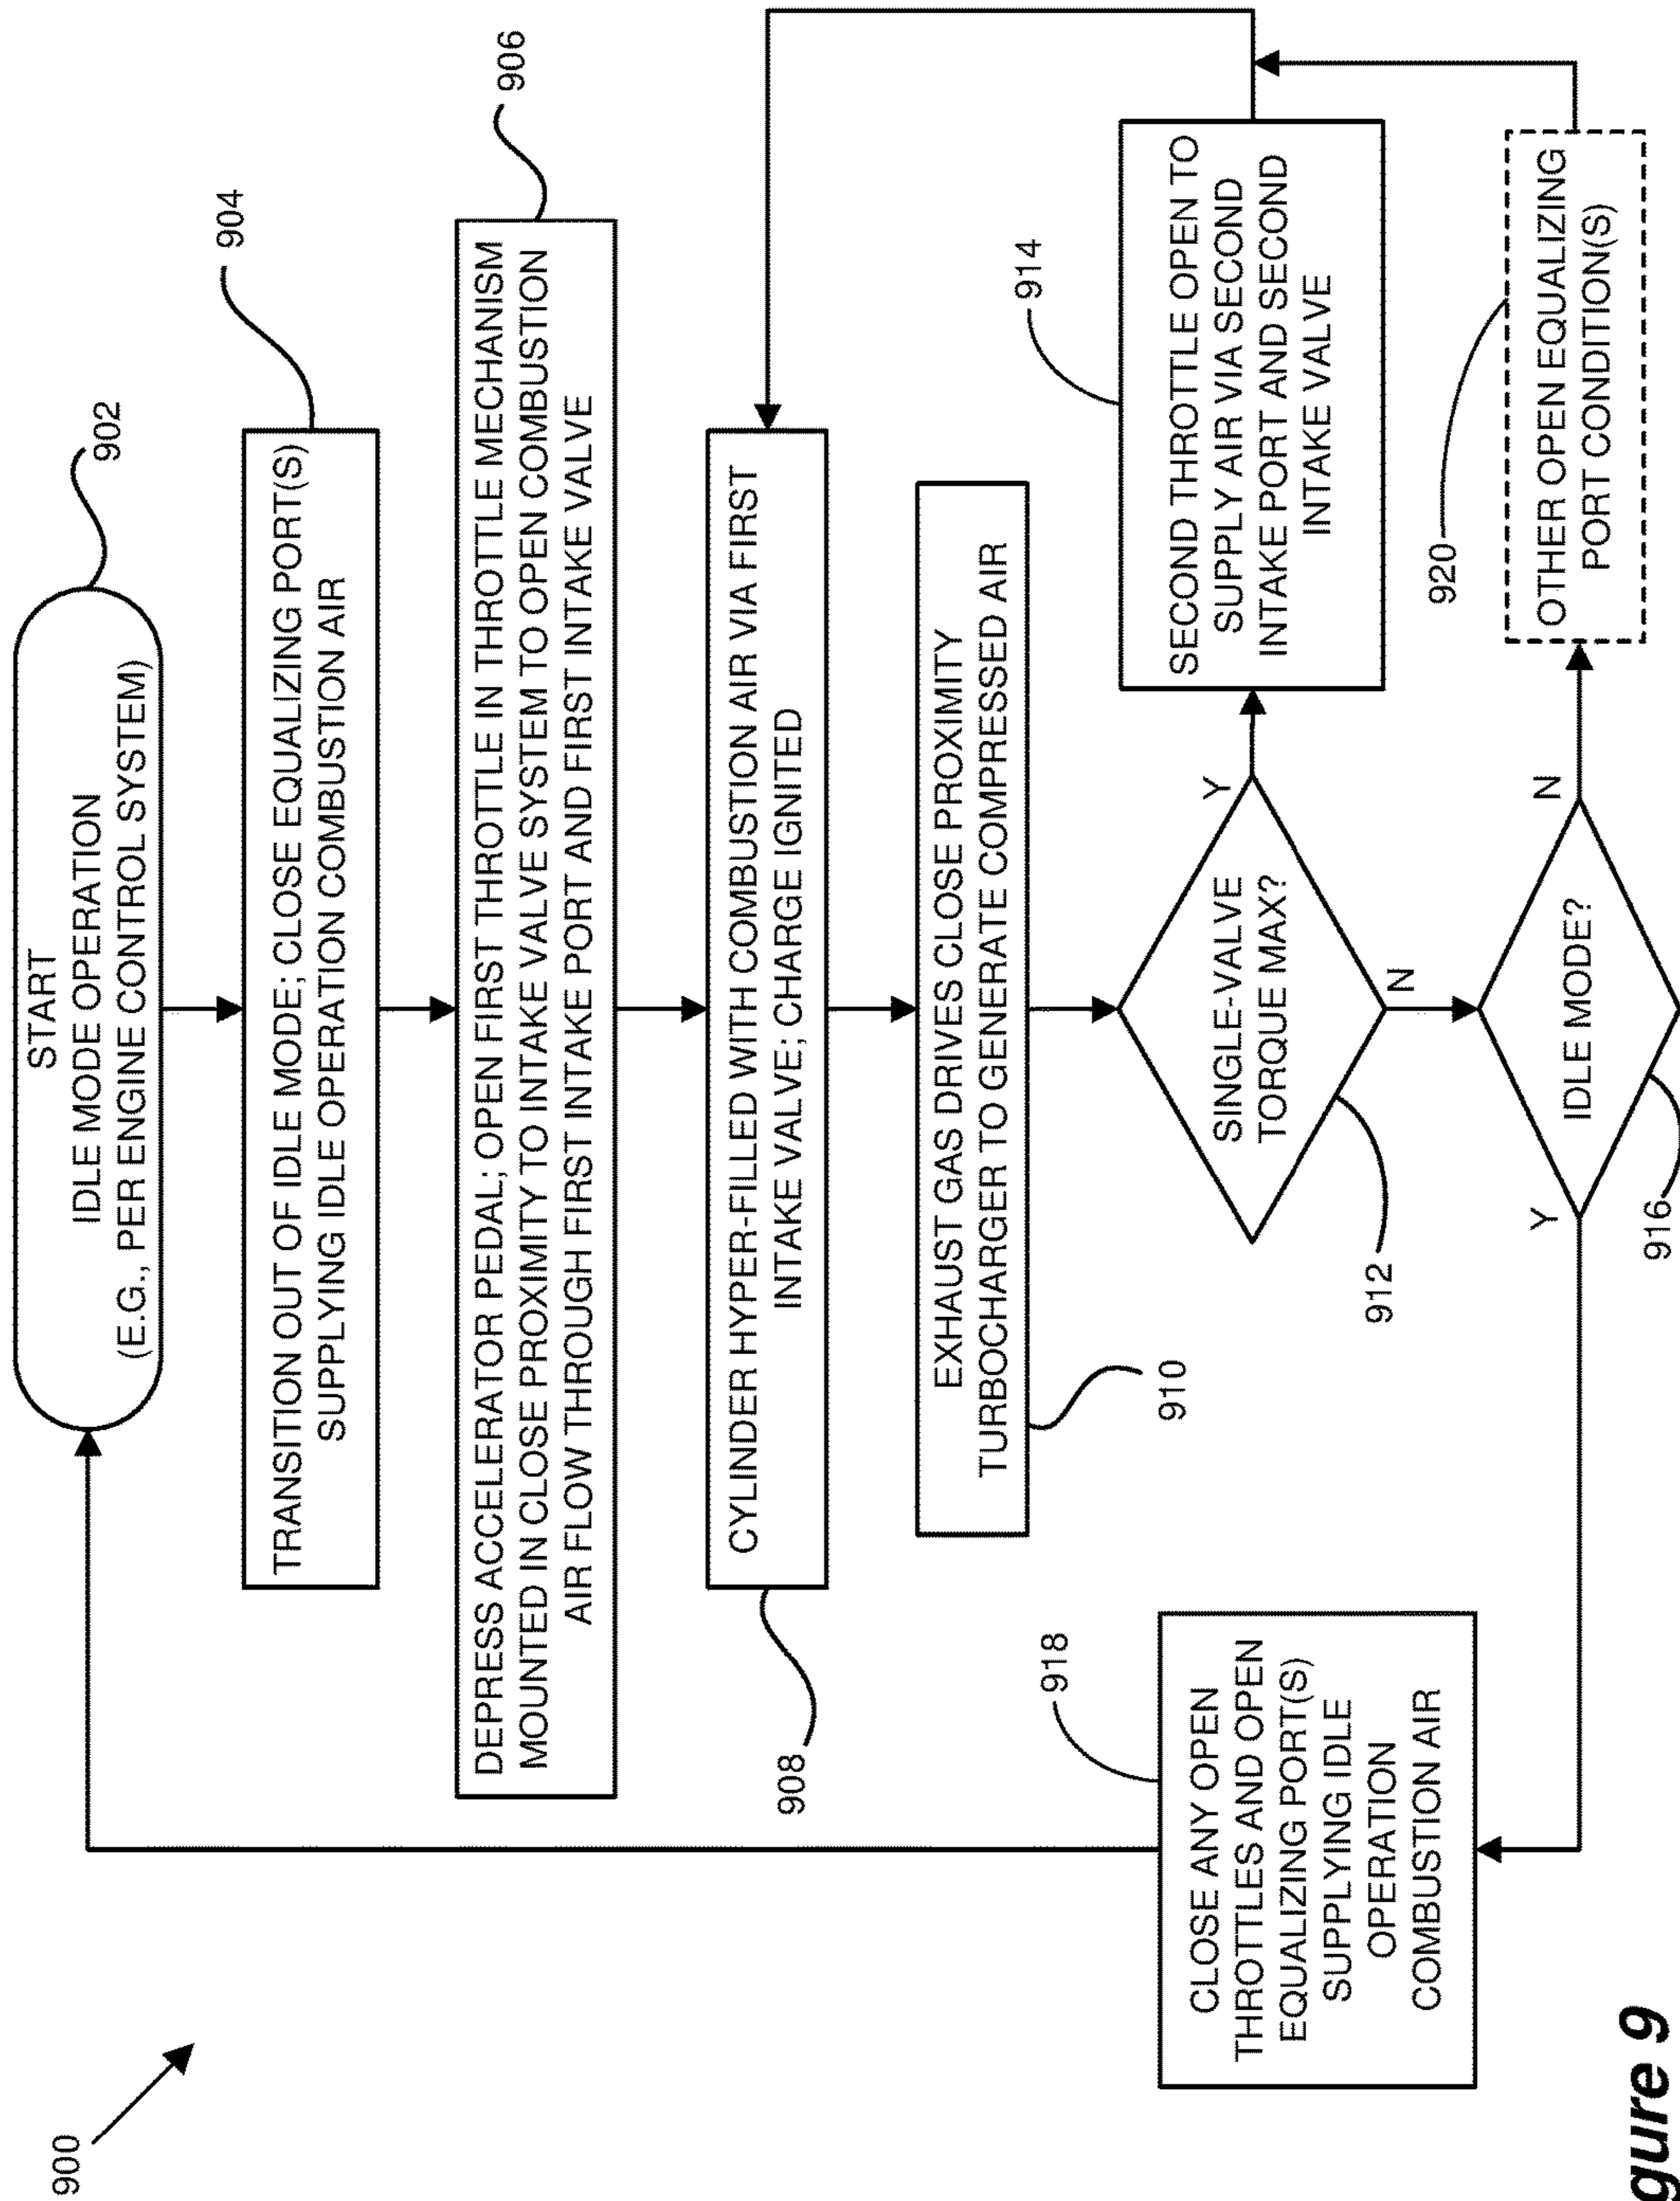 900
START
IDLE MODE OPERATION
(E.G., PER ENGINE CONTROL SYSTEM)
902
TRANSITION OUT OF IDLE MODE; CLOSE EQUALIZING PORT(S)
SUPPLYING IDLE OPERATION COMBUSTION AIR
904
DEPRESS ACCELERATOR PEDAL; OPEN FIRST THROTTLE IN THROTTLE MECHANISM
MOUNTED IN CLOSE PROXIMITY TO INTAKE VALVE SYSTEM TO OPEN COMBUSTION
AIR FLOW THROUGH FIRST INTAKE PORT AND FIRST INTAKE VALVE
906
CYLINDER HYPER-FILLED WITH COMBUSTION AIR VIA FIRST
INTAKE VALVE; CHARGE IGNITED
908
EXHAUST GAS DRIVES CLOSE PROXIMITY
TURBOCHARGER TO GENERATE COMPRESSED AIR
910
SINGLE-VALVE
TORQUE MAX?
912
Y
N
SECOND THROTTLE OPEN TO
SUPPLY AIR VIA SECOND
INTAKE PORT AND SECOND
INTAKE VALVE
914
IDLE MODE?
916
Y
N
CLOSE ANY OPEN
THROTTLES AND OPEN
EQUALIZING PORT(S)
SUPPLYING IDLE
OPERATION
COMBUSTION AIR
918
OTHER OPEN EQUALIZING
PORT CONDITION(S)
920
gure 9